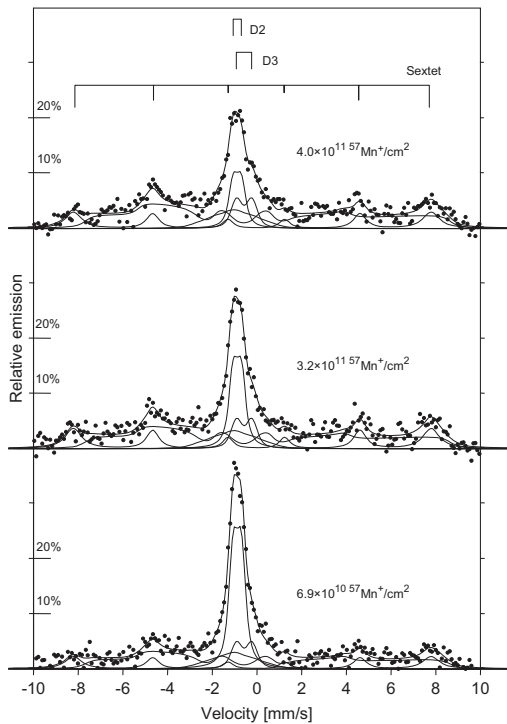 D2
D3
Sextet
20%
10%
4.0×10¹¹ ⁵⁷Mn⁺/cm²
Relative emission
20%
10%
3.2×10¹¹ ⁵⁷Mn⁺/cm²
20%
10%
6.9×10¹⁰ ⁵⁷Mn⁺/cm²
-10 -8 -6 -4 -2 0 2 4 6 8 10
Velocity [mm/s]